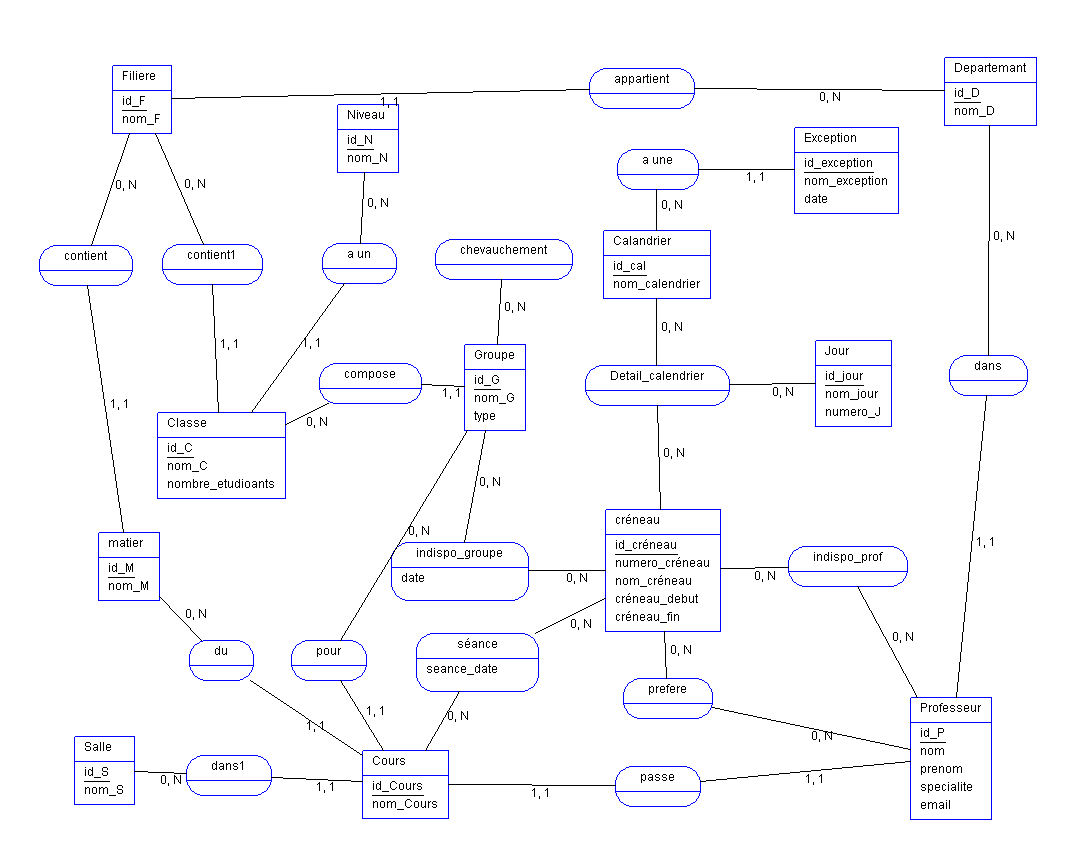 Filiere
id_F
nom_F
appartient
Departemant
id_D
nom_D
1, 1
0, N
Niveau
id_N
nom_N
Exception
id_exception
nom_exception
date
a une
1, 1
0, N
0, N
0, N
0, N
0, N
contient
contient1
a un
chevauchement
Calandrier
id_cal
nom_calendrier
0, N
0, N
1, 1
1, 1
Groupe
id_G
nom_G
type
Jour
id_jour
nom_jour
numero_J
compose
1, 1
0, N
Detail_calendrier
0, N
dans
1, 1
Classe
id_C
nom_C
nombre_etudioants
0, N
0, N
0, N
créneau
id_créneau
numero_créneau
nom_créneau
créneau_debut
créneau_fin
matier
id_M
nom_M
indispo_groupe
date
0, N
indispo_prof
0, N
1, 1
0, N
du
pour
séance
seance_date
0, N
0, N
0, N
prefere
0, N
1, 1
1, 1
0, N
Professeur
id_P
nom
prenom
specialite
email
Salle
id_S
nom_S
dans1
0, N
1, 1
Cours
id_Cours
nom_Cours
passe
1, 1
1, 1